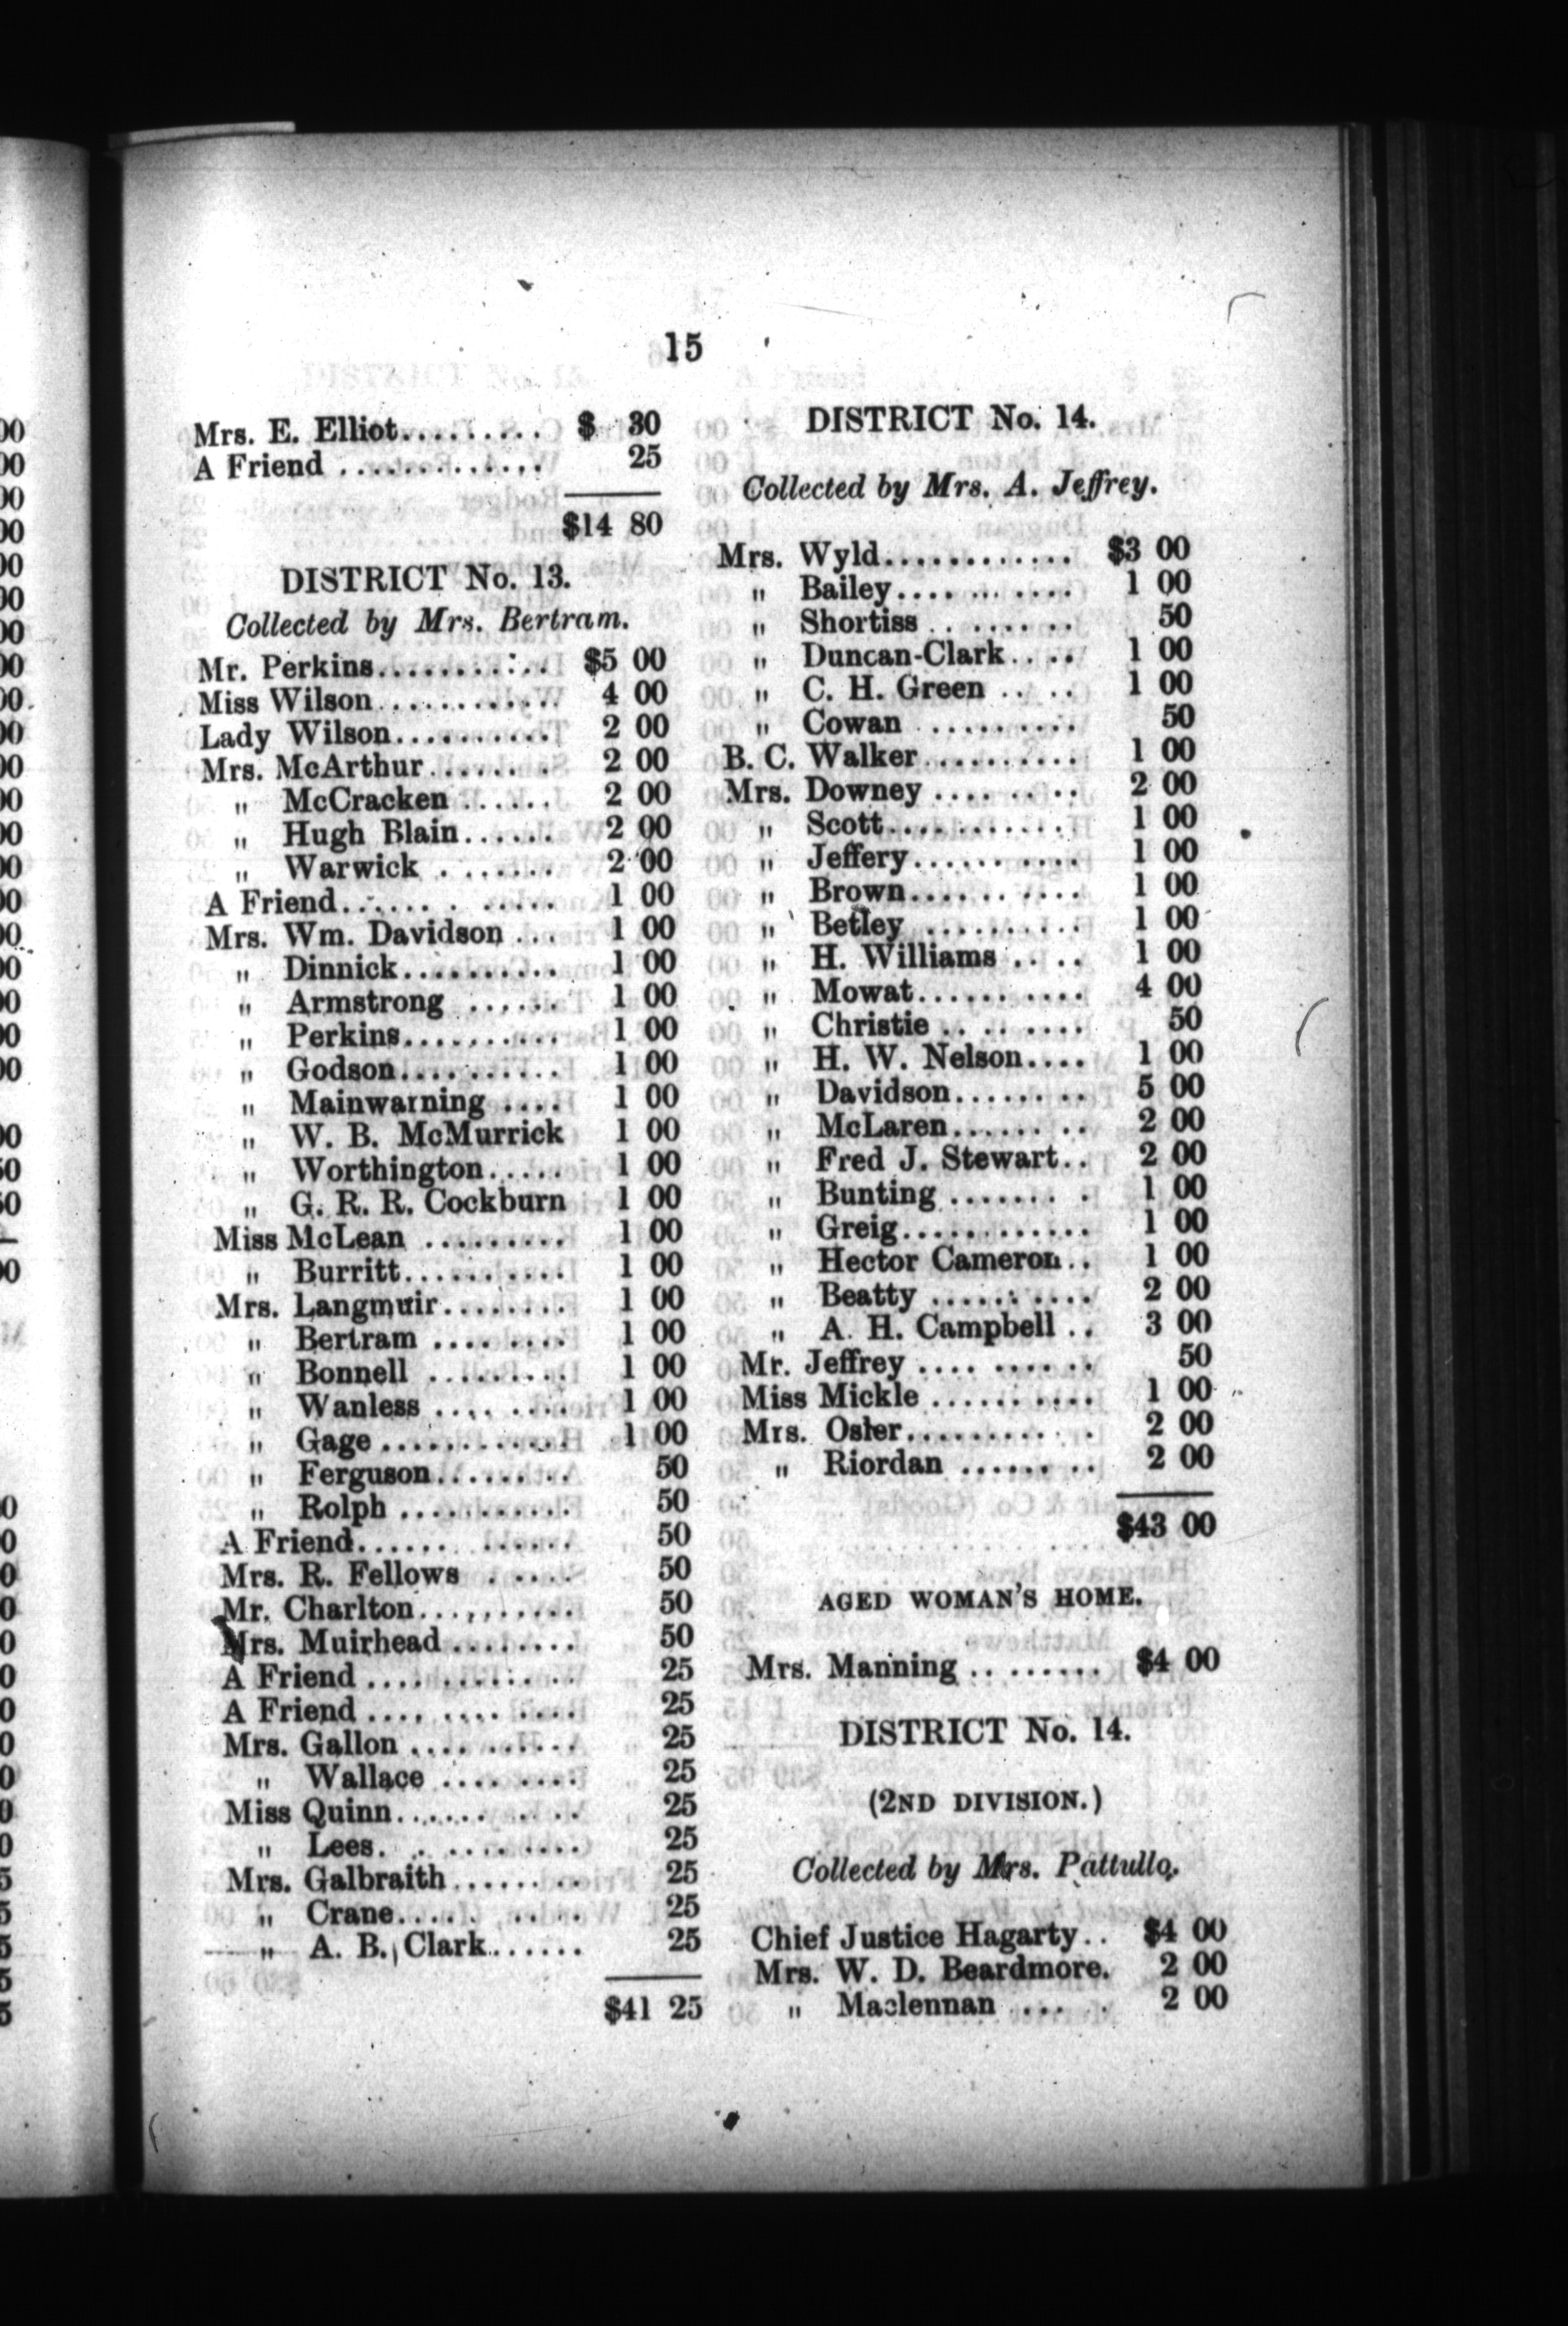 15
Mrs. E. Elliot......... $ 30
A Friend ............. 25
$14 80
DISTRICT No. 13.
Collected by Mrs. Bertram.
Mr. Perkins........... $5 00
Miss Wilson............ 4 00
Lady Wilson.......... 2 00
Mrs. McArthur....... 2 00
" McCracken ...... 2 00
" Hugh Blain...... 2 00
" Warwick ....... 2 00
A Friend............. 1 00
Mrs. Wm. Davidson ... 1 00
" Dinnick.......... 1 00
" Armstrong ...... 1 00
" Perkins.......... 1 00
" Godson.......... 1 00
" Mainwarning .... 1 00
" W. B. McMurrick 1 00
" Worthington..... 1 00
" G. R. R. Cockburn 1 00
Miss McLean ......... 1 00
" Burritt.......... 1 00
Mrs. Langmuir........ 1 00
" Bertram ........ 1 00
" Bonnell ......... 1 00
" Wanless ........ 1 00
" Gage............ 1 00
" Ferguson........ 50
" Rolph .......... 50
A Friend............ 50
Mrs. R. Fellows ..... 50
Mr. Charlton.......... 50
Mrs. Muirhead ........ 50
A Friend ............ 25
A Friend ............ 25
Mrs. Gallon .......... 25
" Wallace ........ 25
Miss Quinn........... 25
" Lees. .......... 25
Mrs. Galbraith........ 25
" Crane.......... 25
" A. B. Clark...... 25
$41 25
DISTRICT No. 14.
Collected by Mrs. A. Jeffrey.
Mrs. Wyld............ $3 00
" Bailey........... 1 00
" Shortiss ........ 50
" Duncan-Clark.... 1 00
" C. H. Green .... 1 00
" Cowan ......... 50
B. C. Walker.......... 1 00
Mrs. Downey ......... 2 00
" Scott........... 1 00
" Jeffery.......... 1 00
" Brown.......... 1 00
" Betley .......... 1 00
" H. Williams .... 1 00
" Mowat.......... 4 00
" Christie ........ 50
" H. W. Nelson.... 1 00
" Davidson........ 5 00
" McLaren........ 2 00
" Fred J. Stewart.. 2 00
" Bunting ........ 1 00
" Greig............ 1 00
" Hector Cameron.. 1 00
" Beatty .......... 2 00
" A. H. Campbell .. 3 00
Mr. Jeffrey .......... 50
Miss Mickle .......... 1 00
Mrs. Osler........... 2 00
" Riordan ........ 2 00
$43 00
AGED WOMAN'S HOME.
Mrs. Manning ........ $4 00
DISTRICT No. 14.
(2ND DIVISION.)
Collected by Mrs. Pattullo.
Chief Justice Hagarty.. $4 00
Mrs. W. D. Beardmore. 2 00
" Maclennan .... 2 00